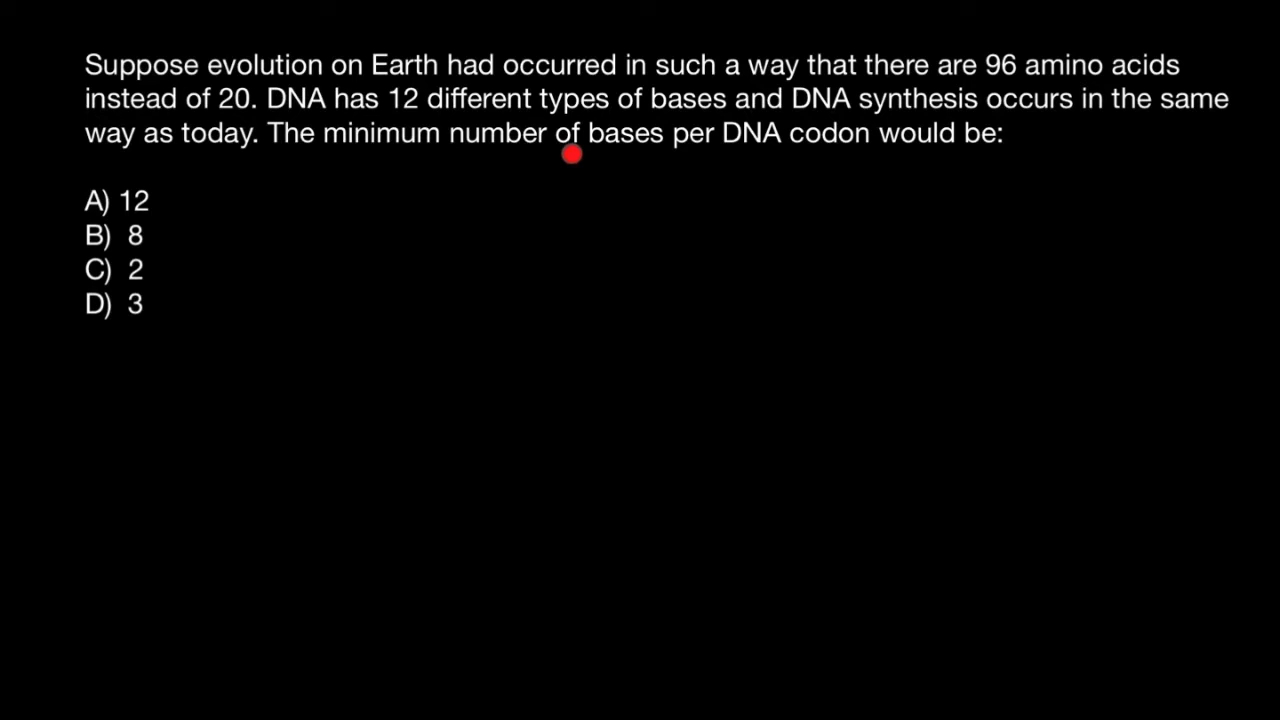 Suppose evolution on Earth had occurred in such a way that there are 96 amino acids
instead of 20. DNA has 12 different types of bases and DNA synthesis occurs in the same
way as today. The minimum number of bases per DNA codon would be:
A) 12
B) 8
C) 2
D) 3